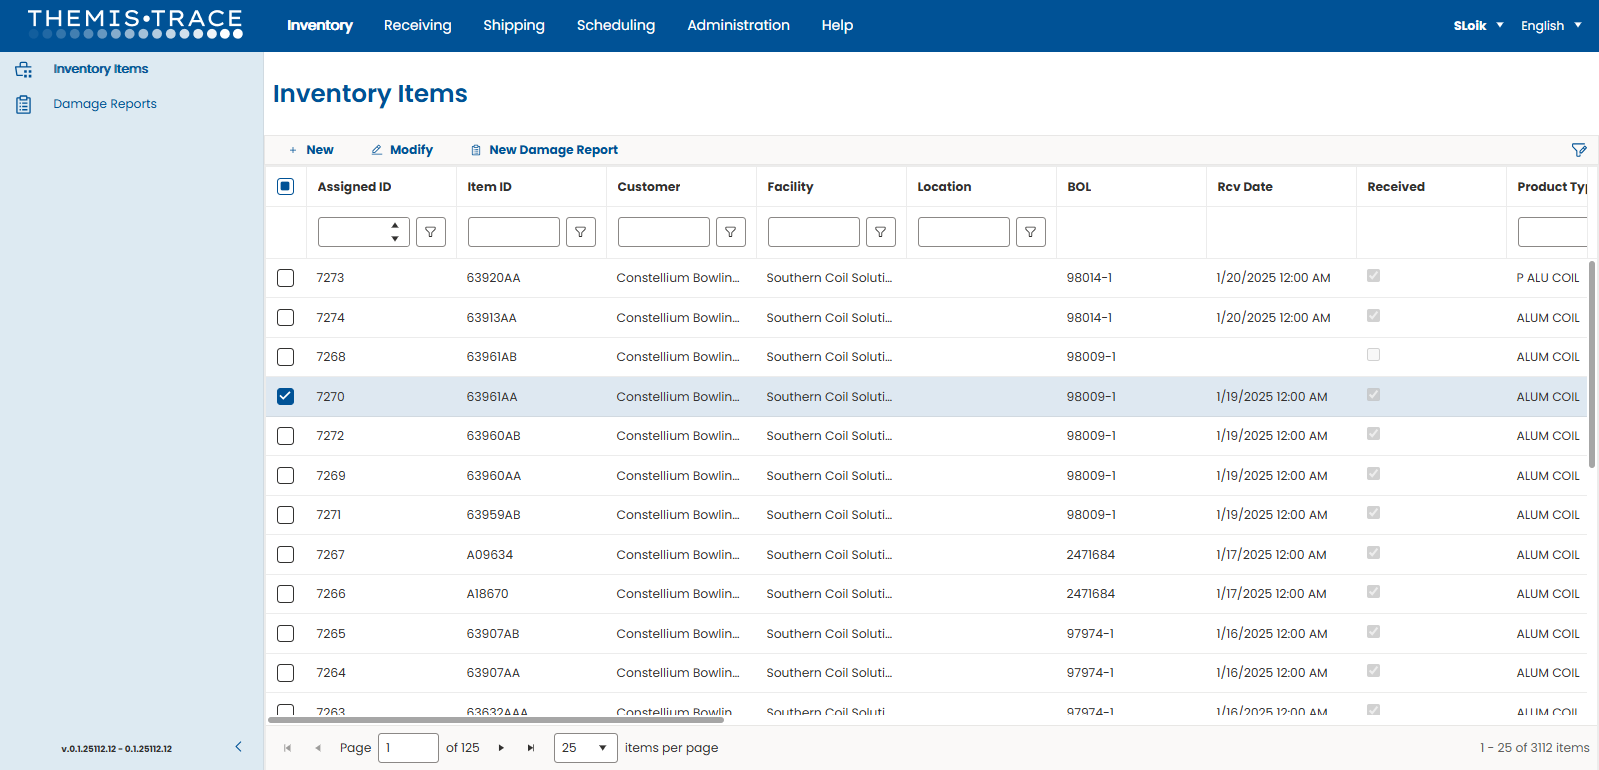 THEMIS•TRACE
Inventory Receiving Shipping Scheduling Administration Help
SLoik English
Inventory Items
Damage Reports
Inventory Items
+ New Modify New Damage Report
Assigned ID Item ID Customer Facility Location BOL Rcv Date Received Product Typ
7273 63920AA Constellium Bowlin... Southern Coil Soluti... 98014-1 1/20/2025 12:00 AM P ALU COIL
7274 63913AA Constellium Bowlin... Southern Coil Soluti... 98014-1 1/20/2025 12:00 AM ALUM COIL
7268 63961AB Constellium Bowlin... Southern Coil Soluti... 98009-1 ALUM COIL
7270 63961AA Constellium Bowlin... Southern Coil Soluti... 98009-1 1/19/2025 12:00 AM ALUM COIL
7272 63960AB Constellium Bowlin... Southern Coil Soluti... 98009-1 1/19/2025 12:00 AM ALUM COIL
7269 63960AA Constellium Bowlin... Southern Coil Soluti... 98009-1 1/19/2025 12:00 AM ALUM COIL
7271 63959AB Constellium Bowlin... Southern Coil Soluti... 98009-1 1/19/2025 12:00 AM ALUM COIL
7267 A09634 Constellium Bowlin... Southern Coil Soluti... 2471684 1/17/2025 12:00 AM ALUM COIL
7266 A18670 Constellium Bowlin... Southern Coil Soluti... 2471684 1/17/2025 12:00 AM ALUM COIL
7265 63907AB Constellium Bowlin... Southern Coil Soluti... 97974-1 1/16/2025 12:00 AM ALUM COIL
7264 63907AA Constellium Bowlin... Southern Coil Soluti... 97974-1 1/16/2025 12:00 AM ALUM COIL
7263 63632AAA Constellium Bowlin Southern Coil Soluti 97974-1 1/16/2025 12:00 AM ALUM COIL
v.0.1.25112.12 - 0.1.25112.12
Page 1 of 125 25 items per page 1 - 25 of 3112 items